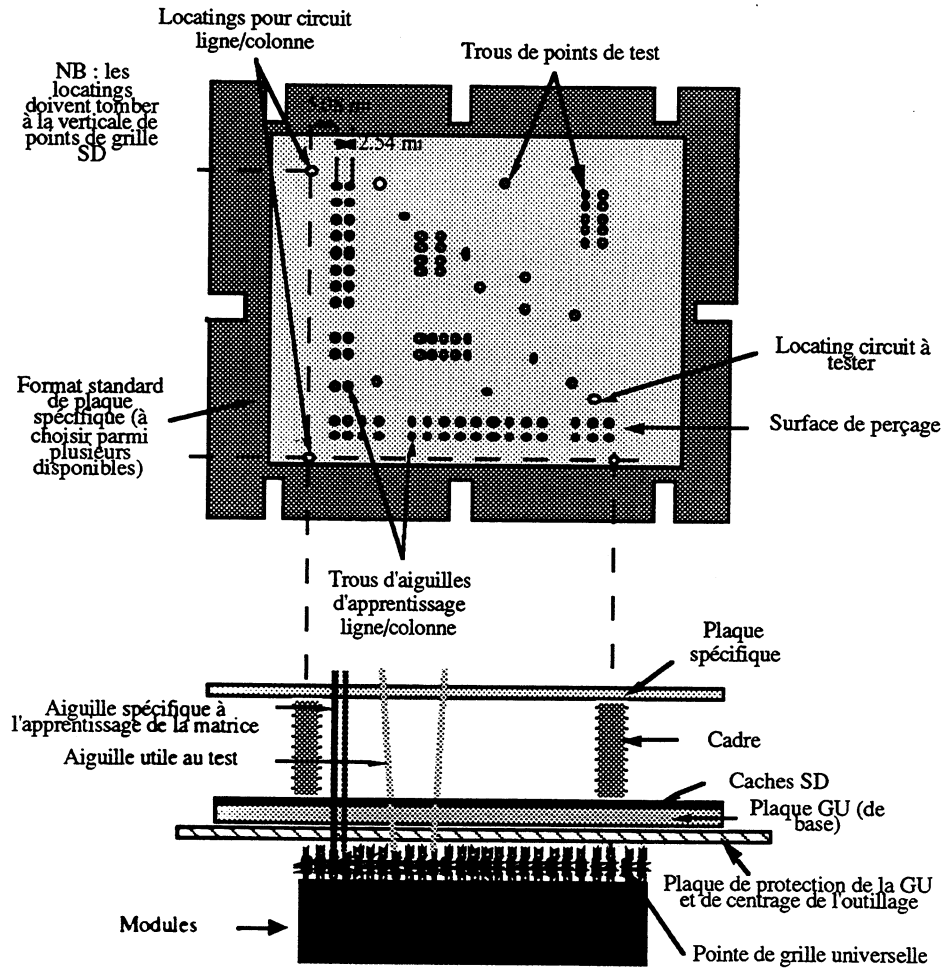 Locatings pour circuit
ligne/colonne
Trous de points de test
NB : les
locatings
doivent tomber
à la verticale de
points de grille
SD
5.08 mi
2.54 mi
Locating circuit à
tester
Format standard
de plaque
spécifique (à
choisir parmi
plusieurs
disponibles)
Surface de perçage
Trous d'aiguilles
d'apprentissage
ligne/colonne
Plaque
spécifique
Aiguille spécifique à
l'apprentissage de la matrice
Cadre
Aiguille utile au test
Caches SD
Plaque GU (de
base)
Plaque de protection de la GU
et de centrage de l'outillage
Modules
Pointe de grille universelle